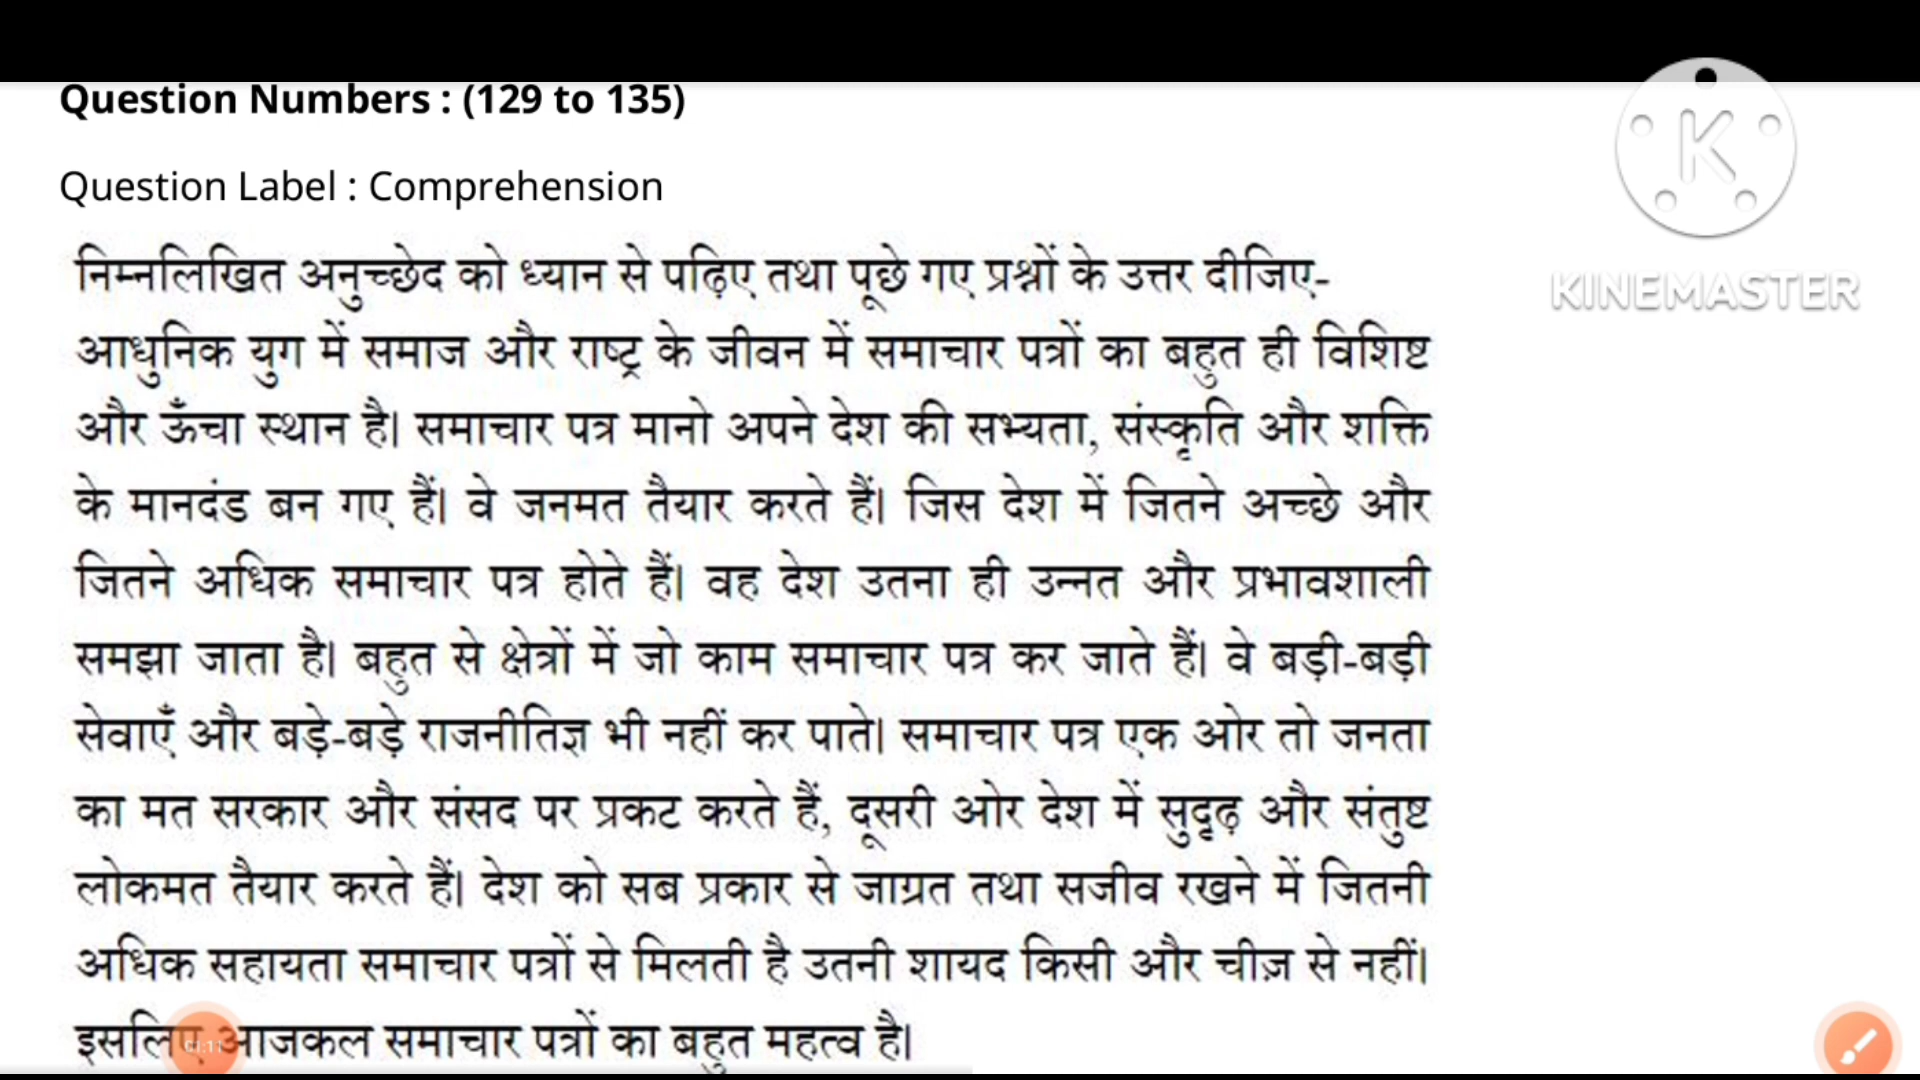 Question Numbers : (129 to 135)
Question Label : Comprehension
निम्नलिखित अनुच्छेद को ध्यान से पढ़िए तथा पूछे गए प्रश्नों के उत्तर दीजिए-
आधुनिक युग में समाज और राष्ट्र के जीवन में समाचार पत्रों का बहुत ही विशिष्ट
और ऊँचा स्थान है। समाचार पत्र मानो अपने देश की सभ्यता, संस्कृति और शक्ति
के मानदंड बन गए हैं। वे जनमत तैयार करते हैं। जिस देश में जितने अच्छे और
जितने अधिक समाचार पत्र होते हैं। वह देश उतना ही उन्नत और प्रभावशाली
समझा जाता है। बहुत से क्षेत्रों में जो काम समाचार पत्र कर जाते हैं। वे बड़ी-बड़ी
सेवाएँ और बड़े-बड़े राजनीतिज्ञ भी नहीं कर पाते। समाचार पत्र एक ओर तो जनता
का मत सरकार और संसद पर प्रकट करते हैं, दूसरी ओर देश में सुदृढ़ और संतुष्ट
लोकमत तैयार करते हैं। देश को सब प्रकार से जाग्रत तथा सजीव रखने में जितनी
अधिक सहायता समाचार पत्रों से मिलती है उतनी शायद किसी और चीज़ से नहीं।
इसलिए आजकल समाचार पत्रों का बहुत महत्व है।
K
KINEMASTER